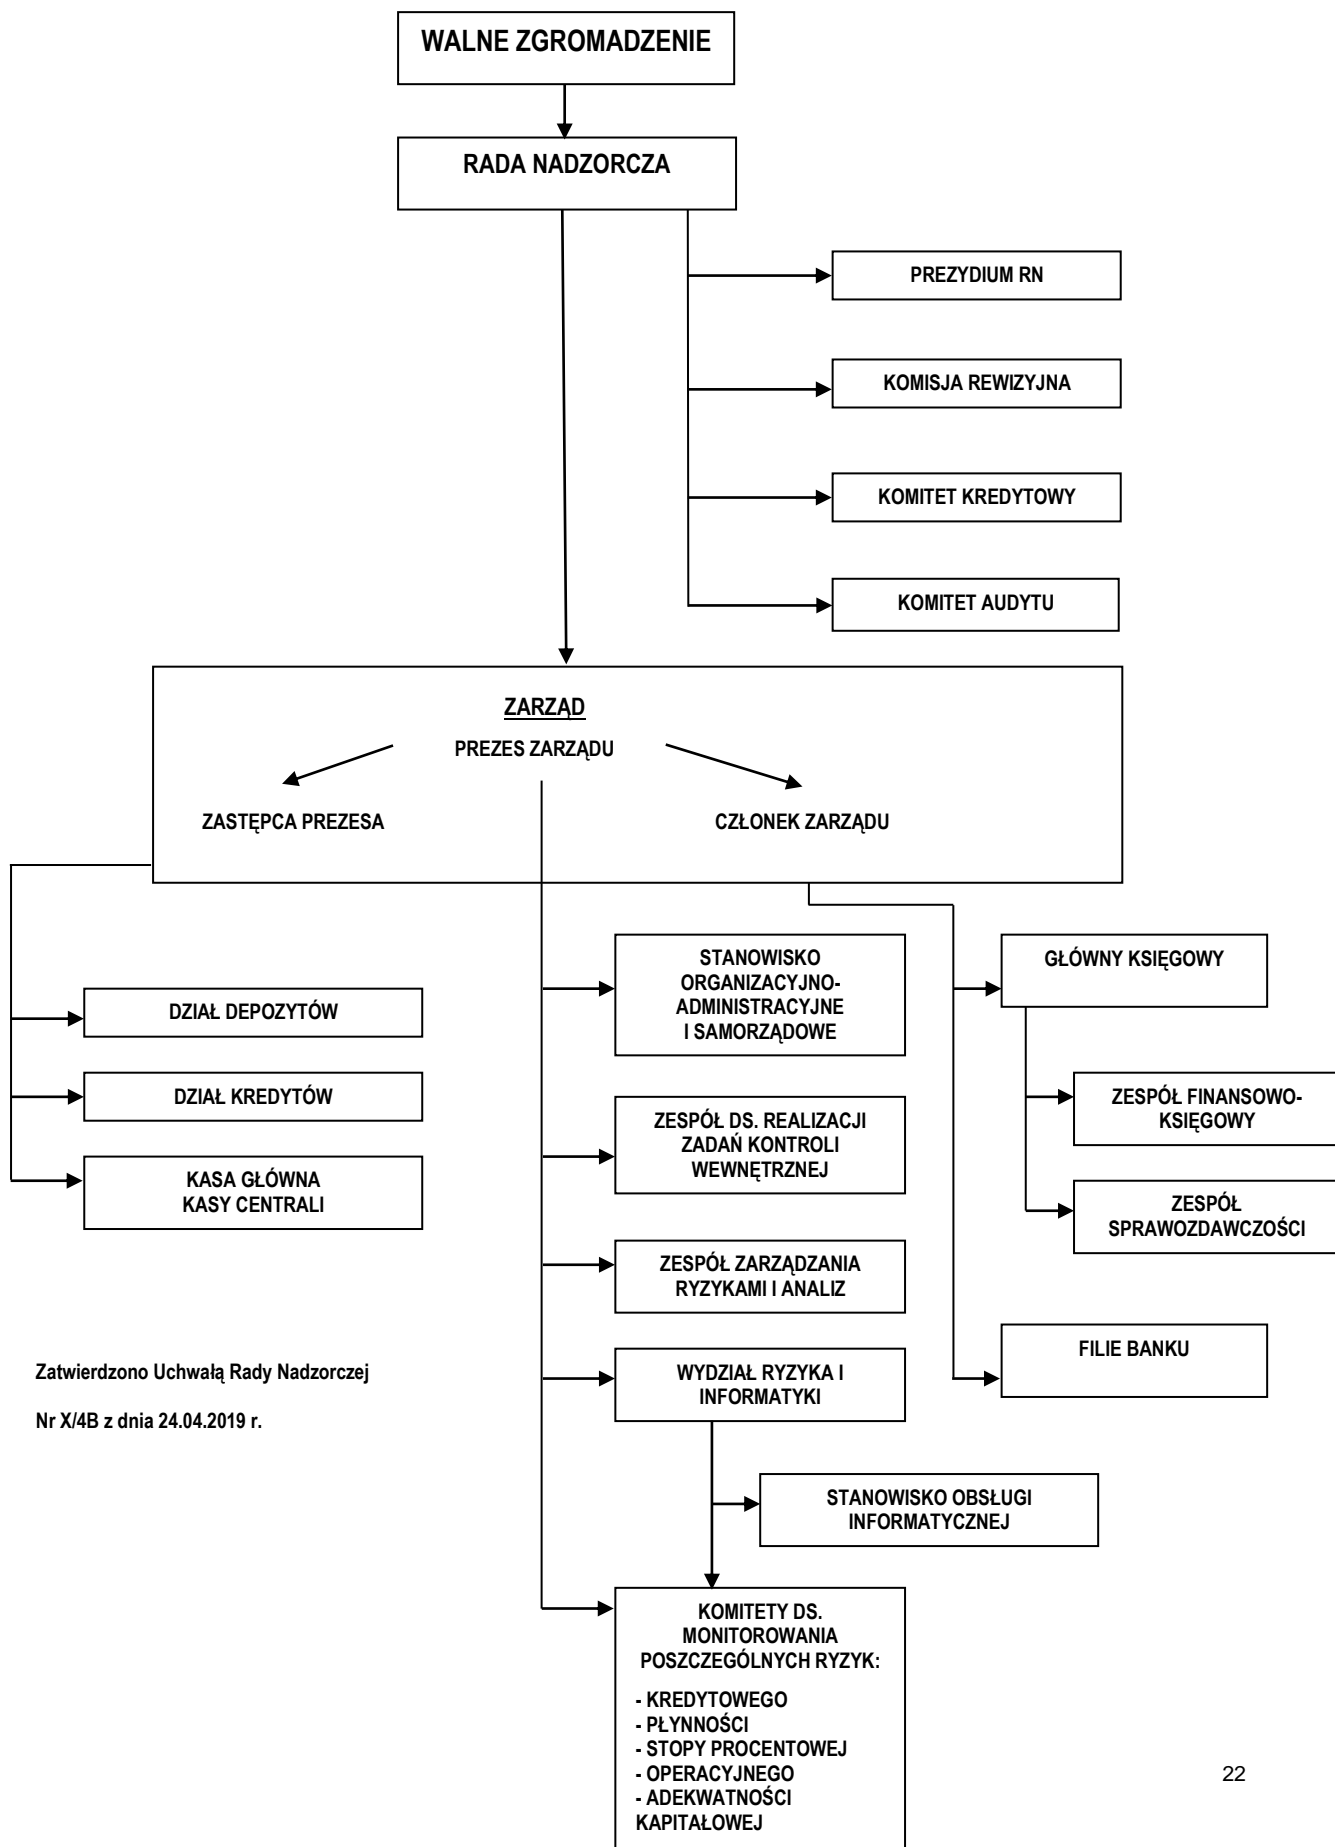 WALNE ZGROMADZENIE
RADA NADZORCZA
PREZYDIUM RN
KOMISJA REWIZYJNA
KOMITET KREDYTOWY
KOMITET AUDYTU
ZARZĄD
PREZES ZARZĄDU
ZASTĘPCA PREZESA
CZŁONEK ZARZĄDU
DZIAŁ DEPOZYTÓW
DZIAŁ KREDYTÓW
KASA GŁÓWNA
KASY CENTRALI
STANOWISKO
ORGANIZACYJNO-
ADMINISTRACYJNE
I SAMORZĄDOWE
ZESPÓŁ DS. REALIZACJI
ZADAŃ KONTROLI
WEWNĘTRZNEJ
ZESPÓŁ ZARZĄDZANIA
RYZYKAMI I ANALIZ
WYDZIAŁ RYZYKA I
INFORMATYKI
STANOWISKO OBSŁUGI
INFORMATYCZNEJ
KOMITETY DS.
MONITOROWANIA
POSZCZEGÓLNYCH RYZYK:
- KREDYTOWEGO
- PŁYNNOŚCI
- STOPY PROCENTOWEJ
- OPERACYJNEGO
- ADEKWATNOŚCI
KAPITAŁOWEJ
GŁÓWNY KSIĘGOWY
ZESPÓŁ FINANSOWO-
KSIĘGOWY
ZESPÓŁ
SPRAWOZDAWCZOŚCI
FILIE BANKU
Zatwierdzono Uchwałą Rady Nadzorczej
Nr X/4B z dnia 24.04.2019 r.
22